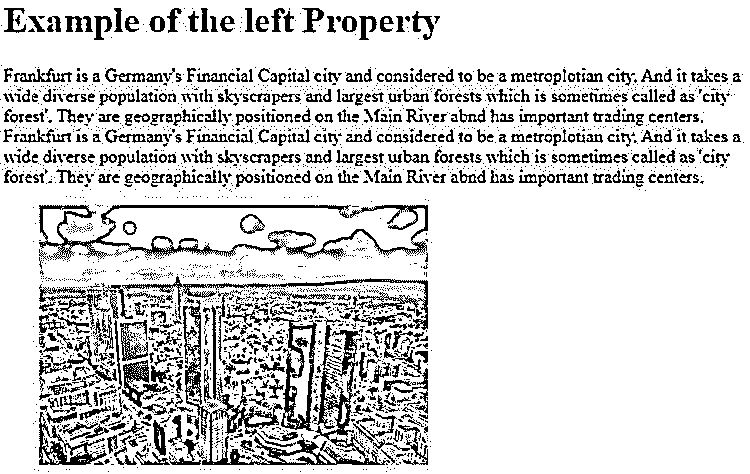 Example of the left Property
Frankfurt is a Germany's Financial Capital city and considered to be a metroplotian city. And it takes a
wide diverse population with skyscrapers and largest urban forests which is sometimes called as 'city
forest'. They are geographically positioned on the Main River abnd has important trading centers.
Frankfurt is a Germany's Financial Capital city and considered to be a metroplotian city. And it takes a
wide diverse population with skyscrapers and largest urban forests which is sometimes called as 'city
forest'. They are geographically positioned on the Main River abnd has important trading centers.